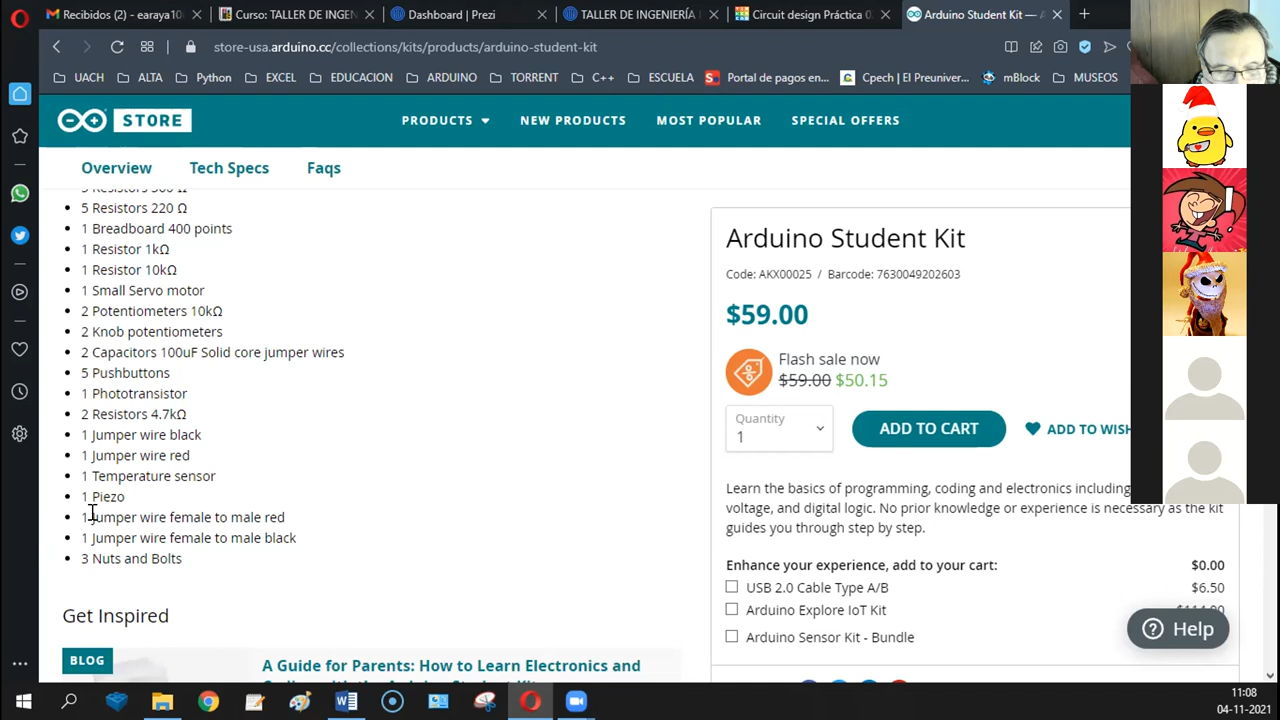 Recibidos (2) - earaya10
Curso: TALLER DE INGEN
Dashboard | Prezi
TALLER DE INGENIERÍA
Circuit design Práctica 0
Arduino Student Kit —
store-usa.arduino.cc/collections/kits/products/arduino-student-kit
UACH
ALTA
Python
EXCEL
EDUCACION
ARDUINO
TORRENT
C++
ESCUELA
Portal de pagos en...
Cpech | El Preuniver...
mBlock
MUSEOS
STORE
PRODUCTS
NEW PRODUCTS
MOST POPULAR
SPECIAL OFFERS
Overview
Tech Specs
Faqs
5 Resistors 220 Ω
1 Breadboard 400 points
1 Resistor 1kΩ
1 Resistor 10kΩ
1 Small Servo motor
2 Potentiometers 10kΩ
2 Knob potentiometers
2 Capacitors 100uF Solid core jumper wires
5 Pushbuttons
1 Phototransistor
2 Resistors 4.7kΩ
1 Jumper wire black
1 Jumper wire red
1 Temperature sensor
1 Piezo
1 Jumper wire female to male red
1 Jumper wire female to male black
3 Nuts and Bolts
Get Inspired
BLOG
A Guide for Parents: How to Learn Electronics and
Arduino Student Kit
Code: AKX00025 / Barcode: 7630049202603
$59.00
Flash sale now
$59.00 $50.15
Quantity
1
ADD TO CART
ADD TO WISH
Learn the basics of programming, coding and electronics including
voltage, and digital logic. No prior knowledge or experience is necessary as the kit
guides you through step by step.
Enhance your experience, add to your cart:
$0.00
USB 2.0 Cable Type A/B
$6.50
Arduino Explore IoT Kit
Arduino Sensor Kit - Bundle
Help
11:08
04-11-2021